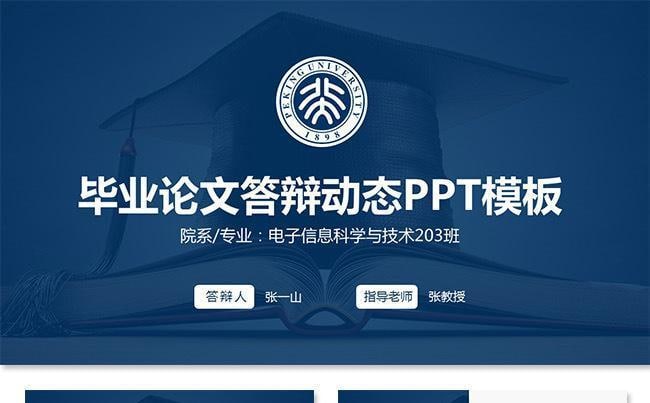 PEKING UNIVERSITY
1898
毕业论文答辩动态PPT模板
院系/专业：电子信息科学与技术203班
答辩人 张一山 指导老师 张教授